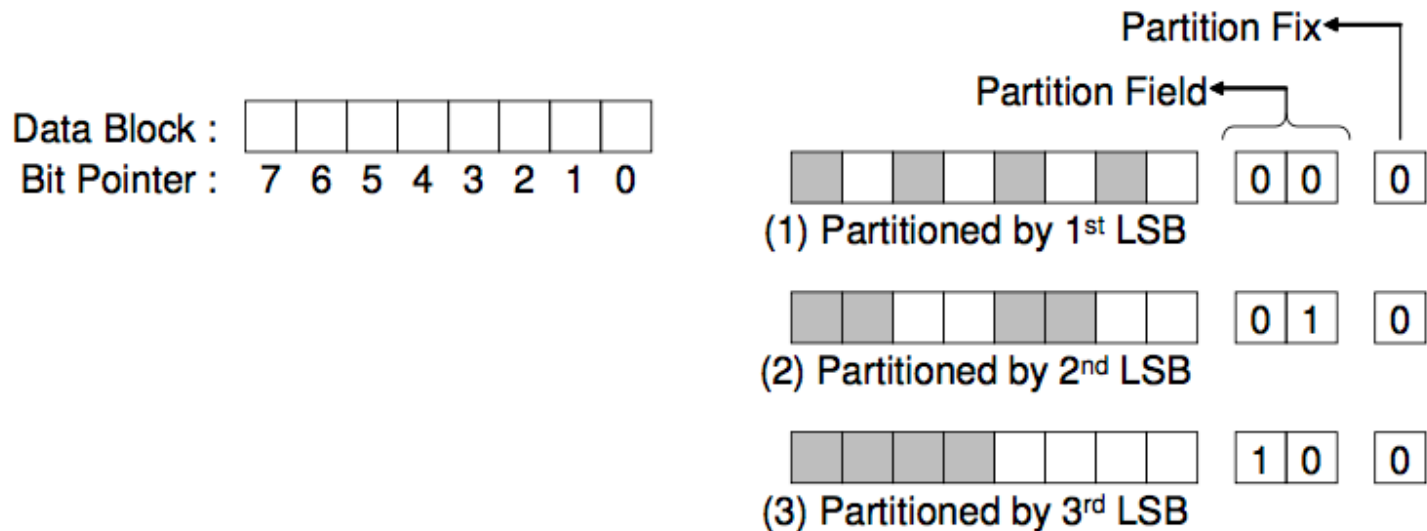 Data Block :
Bit Pointer : 7 6 5 4 3 2 1 0
Partition Fix
Partition Field
0 0 0
(1) Partitioned by 1st LSB
0 1 0
(2) Partitioned by 2nd LSB
1 0 0
(3) Partitioned by 3rd LSB